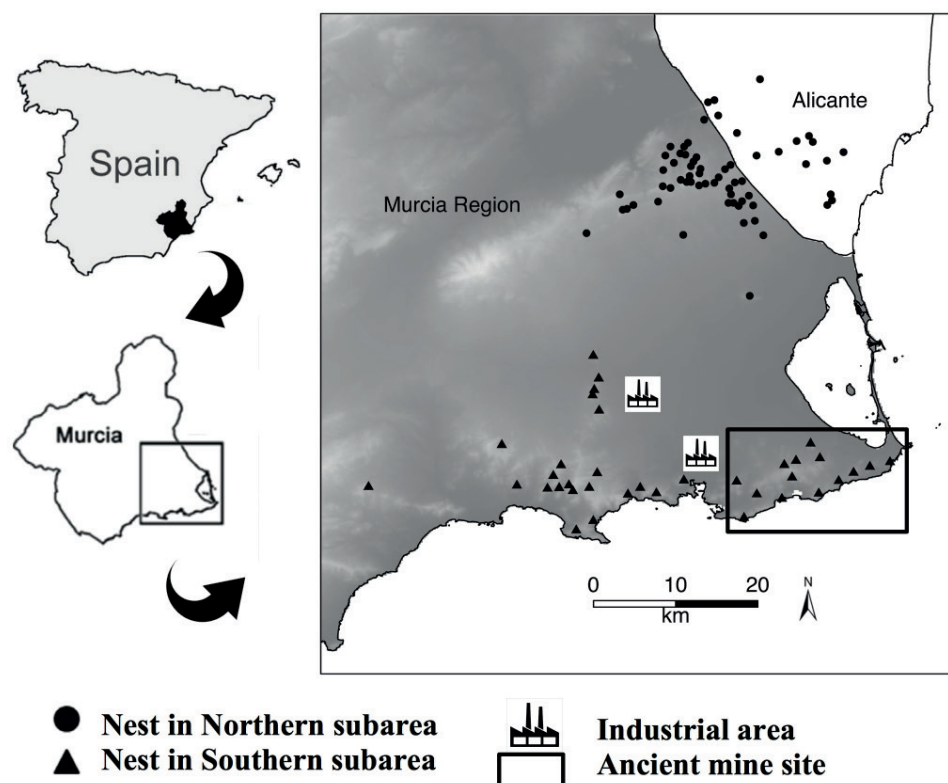 Spain
Murcia
Alicante
Murcia Region
0 10 20
km
N
Nest in Northern subarea
Nest in Southern subarea
Industrial area
Ancient mine site